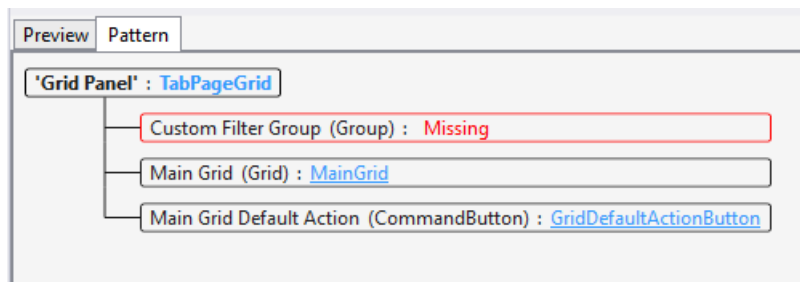 Preview Pattern
'Grid Panel' : TabPageGrid
Custom Filter Group (Group) : Missing
Main Grid (Grid) : MainGrid
Main Grid Default Action (CommandButton) : GridDefaultActionButton